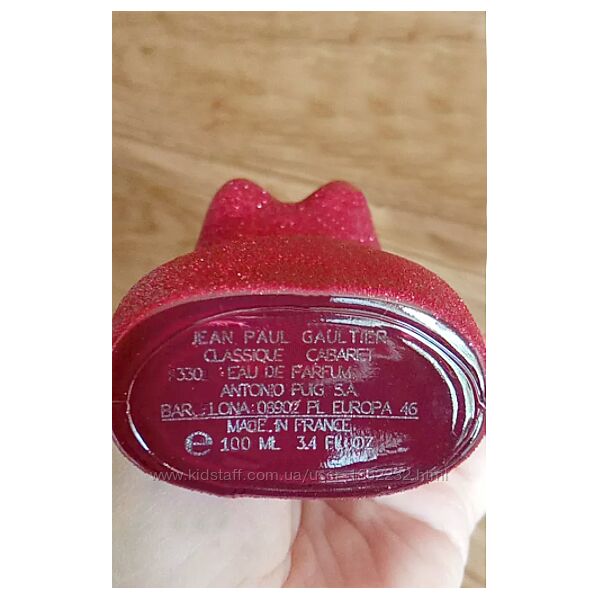 JEAN PAUL GAULTIER
CLASSIQUE CABARET
EAU DE PARFUM
ANTONIO PUIG S.A.
BARCELONA 08902 PL EUROPA 46
MADE IN FRANCE
e 100 ML 3.4 FL OZ
www.kidstaff.com.ua/